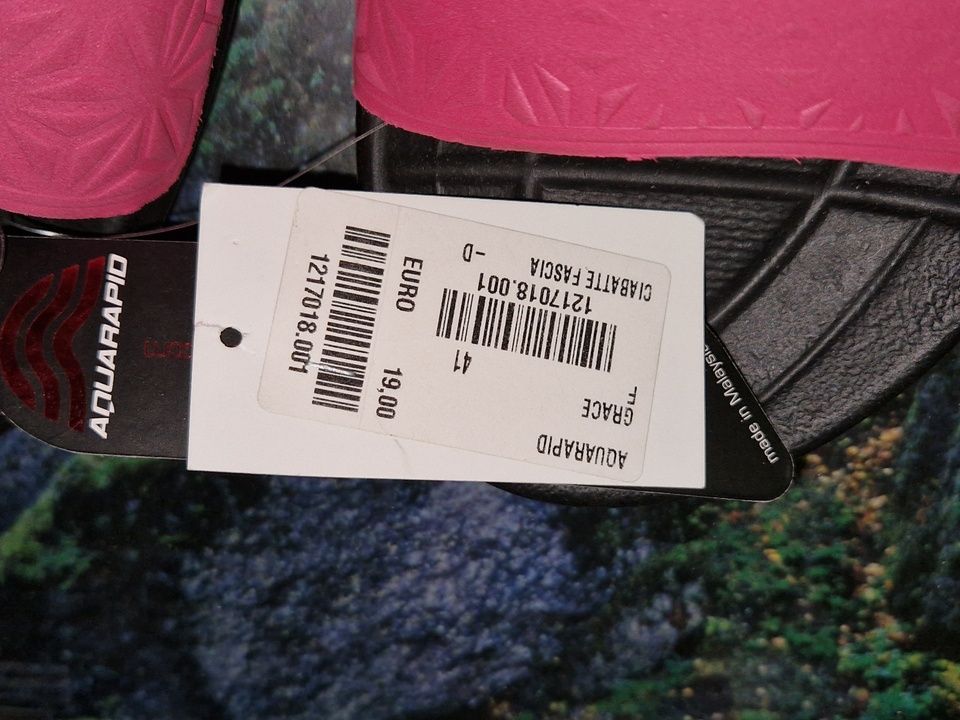 AQUARAPID
AQUARAPID
GRACE
F
41
1217018.001
CIABATTE FASCIA
-D
EURO 19,00
1217018.001
made in Malaysia